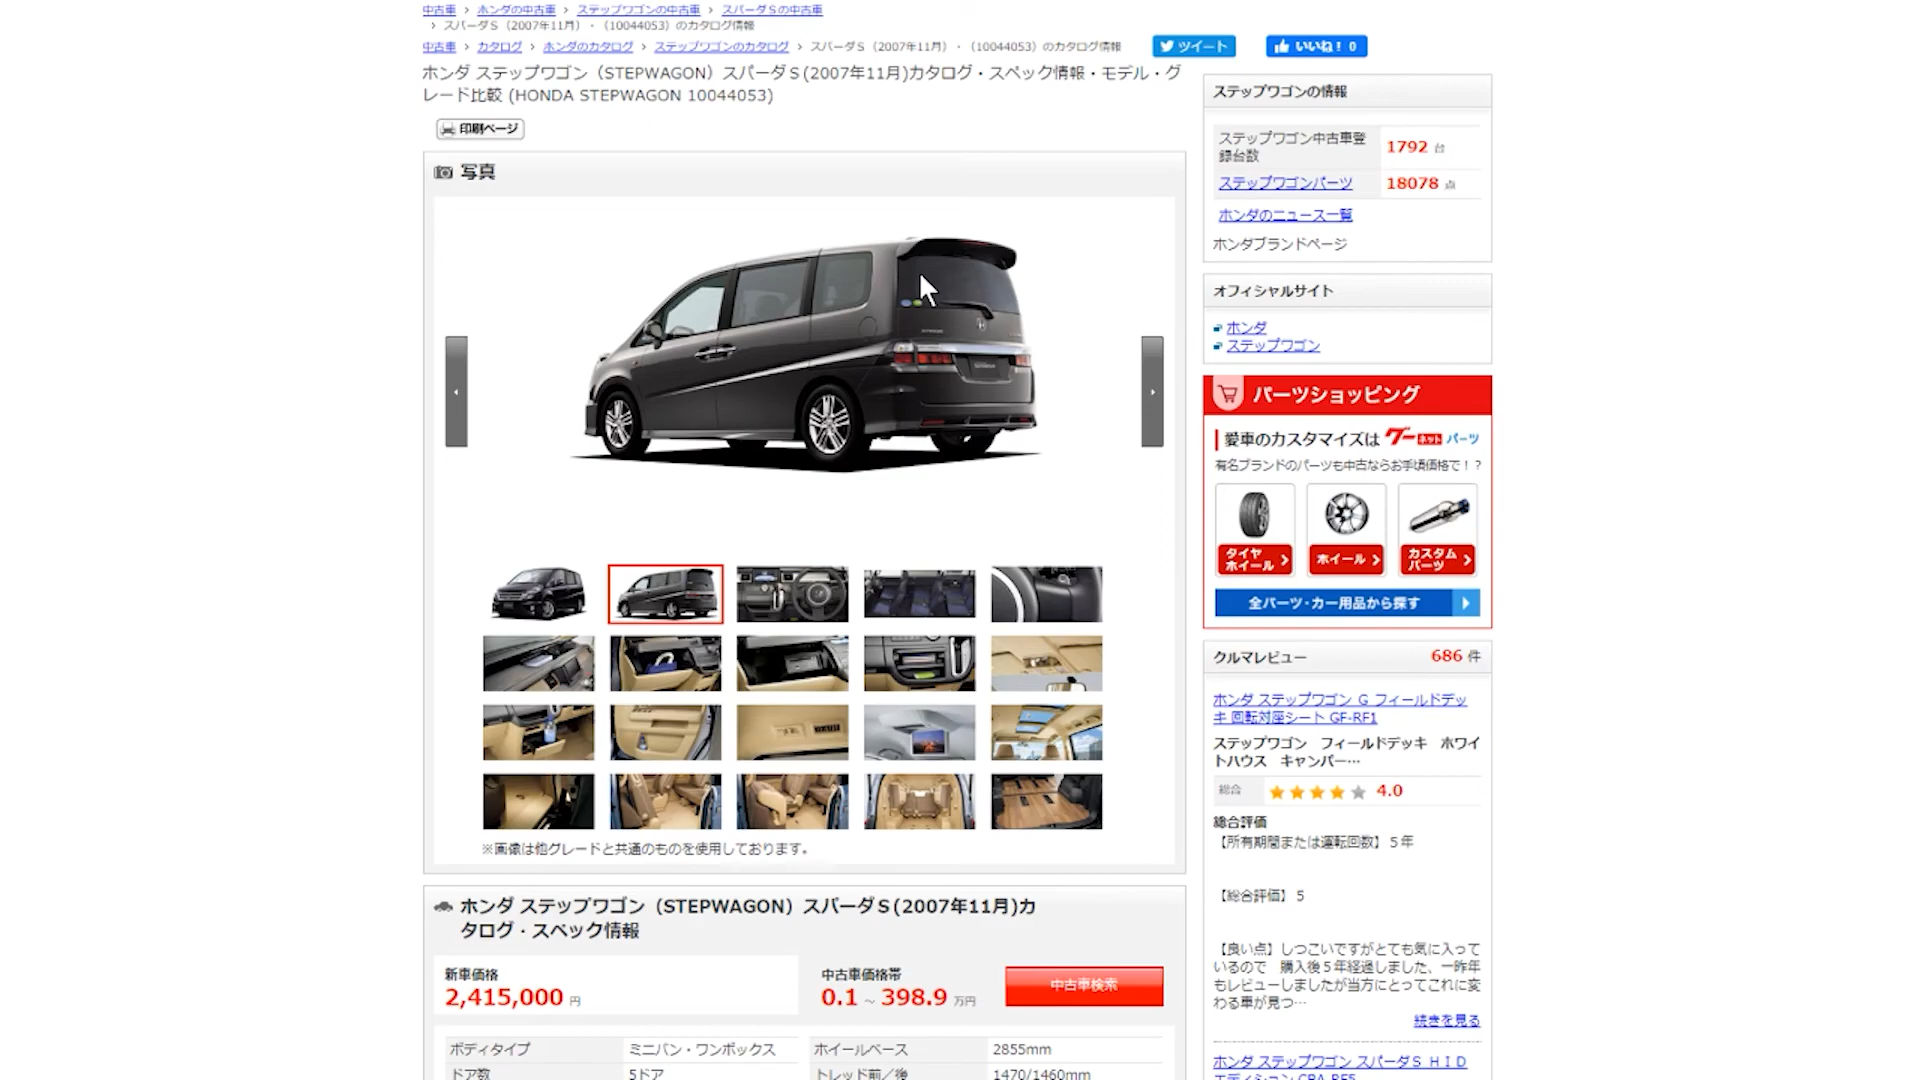 中古車 › ホンダの中古車 › ステップワゴンの中古車 › スパーダＳの中古車
› スパーダＳ（2007年11月）・（10044053）のカタログ情報
中古車 › カタログ › ホンダのカタログ › ステップワゴンのカタログ › スパーダＳ（2007年11月）・（10044053）のカタログ情報
ツイート
いいね！ 0
ホンダ ステップワゴン（STEPWAGON）スパーダＳ(2007年11月)カタログ・スペック情報・モデル・グ
レード比較 (HONDA STEPWAGON 10044053)
印刷ページ
写真
※画像は他グレードと共通のものを使用しております。
ホンダ ステップワゴン（STEPWAGON）スパーダＳ(2007年11月)カ
タログ・スペック情報
新車価格
2,415,000 円
中古車価格帯
0.1 ～ 398.9 万円
中古車検索
ボディタイプ ミニバン・ワンボックス ホイールベース 2855mm
ドア数 5ドア トレッド前／後 1470/1460mm
ステップワゴンの情報
ステップワゴン中古車登
録台数
1792 台
ステップワゴンパーツ 18078 点
ホンダのニュース一覧
ホンダブランドページ
オフィシャルサイト
ホンダ
ステップワゴン
パーツショッピング
愛車のカスタマイズは グーネット パーツ
有名ブランドのパーツも中古ならお手頃価格で！？
タイヤ
ホイール
ホイール
カスタム
パーツ
全パーツ・カー用品から探す
クルマレビュー 686 件
ホンダ ステップワゴン Ｇ フィールドデッ
キ 回転対座シート GF-RF1
ステップワゴン　フィールドデッキ　ホワイ
トハウス　キャンパー…
総合 4.0
総合評価
【所有期間または運転回数】５年
【総合評価】５
【良い点】しつこいですがとても気に入って
いるので　購入後５年経過しました、一昨年
もレビューしましたが当方にとってこれに変
わる車が見つ…
続きを見る
ホンダ ステップワゴン スパーダＳ ＨＩＤ
エディション CBA-RF5